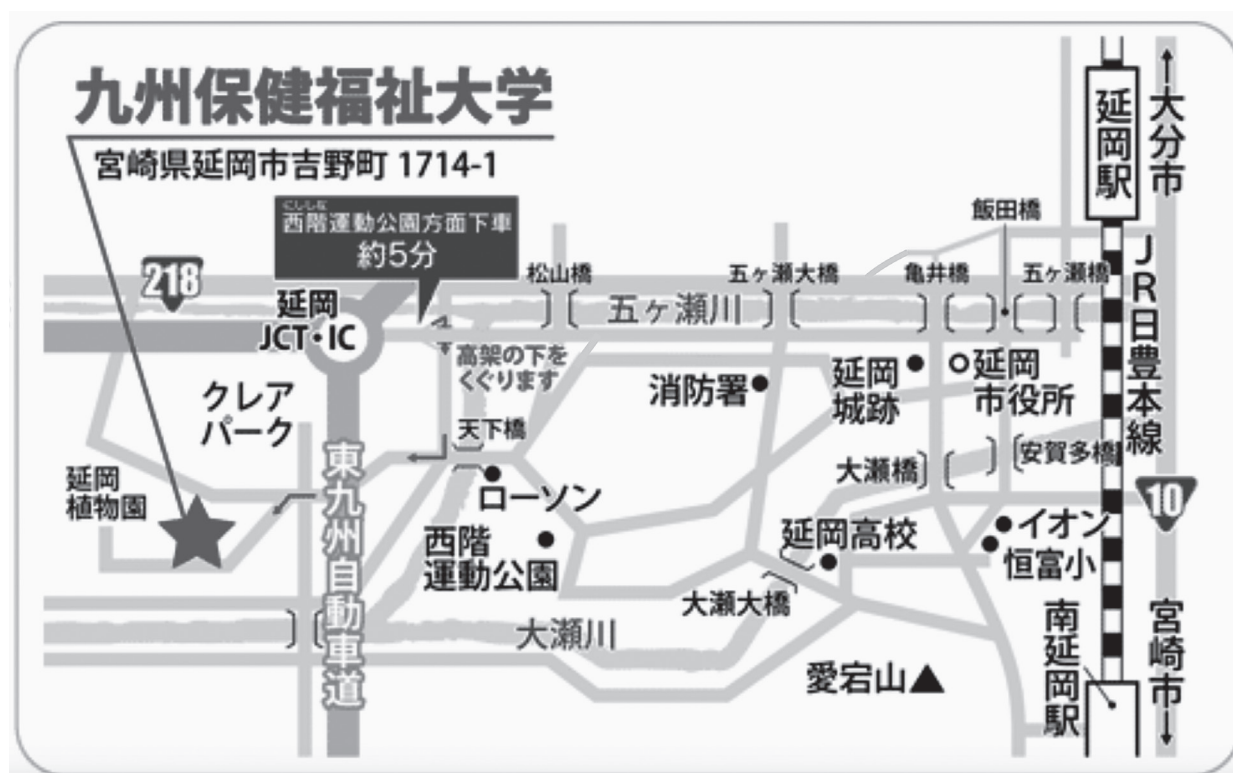 九州保健福祉大学
宮崎県延岡市吉野町 1714-1
にししな
西階運動公園方面下車
約5分
218
延岡
JCT・IC
松山橋
五ヶ瀬大橋
亀井橋
飯田橋
五ヶ瀬橋
五ヶ瀬川
高架の下を
くぐります
消防署
延岡
城跡
延岡
市役所
延岡駅
大分市
JR日豊本線
クレア
パーク
天下橋
大瀬橋
安賀多橋
延岡
植物園
東九州自動車道
ローソン
西階
運動公園
延岡高校
イオン
恒富小
10
大瀬大橋
大瀬川
愛宕山
南延岡駅
宮崎市